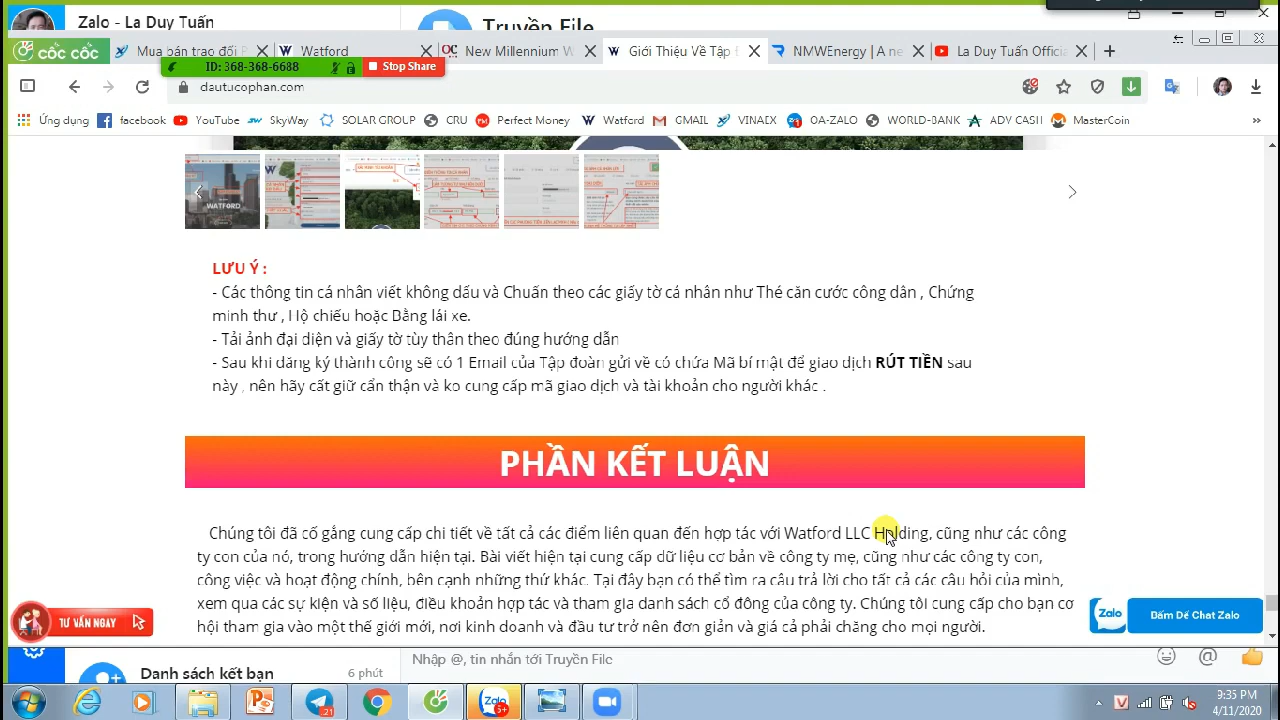 Zalo - La Duy Tuấn
Truyền File
cốc cốc
Mua bán trao đổi P
Watford
New Millennium W
Giới Thiệu Về Tập
NMWEnergy | A ne
La Duy Tuấn Officia
ID: 368-368-6688
Stop Share
dautucophan.com
Ứng dụng
facebook
YouTube
SkyWay
SOLAR GROUP
CRU
Perfect Money
Watford
GMAIL
VINADX
OA-ZALO
WORLD-BANK
ADY CASH
MasterCoin
WATFORD
LƯU Ý :
- Các thông tin cá nhân viết không dấu và Chuẩn theo các giấy tờ cá nhân như Thẻ căn cước công dân , Chứng
minh thư , Hộ chiếu hoặc Bằng lái xe.
- Tải ảnh đại diện và giấy tờ tùy thân theo đúng hướng dẫn
- Sau khi đăng ký thành công sẽ có 1 Email của Tập đoàn gửi về có chứa Mã bí mật để giao dịch RÚT TIỀN sau
này , nên hãy cất giữ cẩn thận và ko cung cấp mã giao dịch và tài khoản cho người khác .
PHẦN KẾT LUẬN
Chúng tôi đã cố gắng cung cấp chi tiết về tất cả các điểm liên quan đến hợp tác với Watford LLC Holding, cũng như các công
ty con của nó, trong hướng dẫn hiện tại. Bài viết hiện tại cung cấp dữ liệu cơ bản về công ty mẹ, cũng như các công ty con,
công việc và hoạt động chính, bên cạnh những thứ khác. Tại đây bạn có thể tìm ra câu trả lời cho tất cả các câu hỏi của mình,
xem qua các sự kiện và số liệu, điều khoản hợp tác và tham gia danh sách cổ đông của công ty. Chúng tôi cung cấp cho bạn cơ
hội tham gia vào một thế giới mới, nơi kinh doanh và đầu tư trở nên đơn giản và giá cả phải chăng cho mọi người.
TƯ VẤN NGAY
Zalo
Bấm Để Chat Zalo
Danh sách kết bạn
6 phút
Nhập @, tin nhắn tới Truyền File
21
Zalo
5+
9:35 PM
4/11/2020